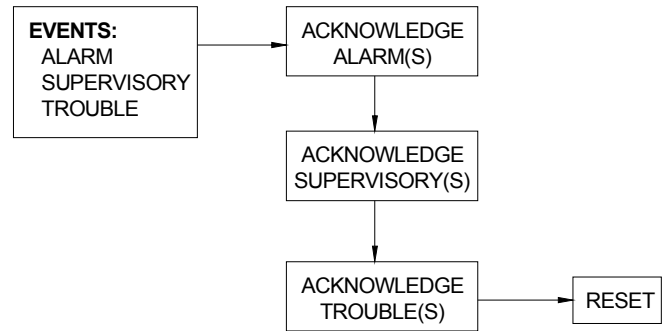 EVENTS:
ALARM
SUPERVISORY
TROUBLE
ACKNOWLEDGE
ALARM(S)
ACKNOWLEDGE
SUPERVISORY(S)
ACKNOWLEDGE
TROUBLE(S)
RESET